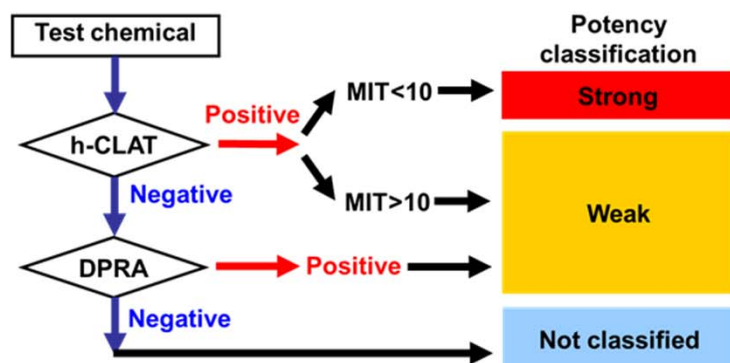 Test chemical
Potency
classification
Positive
MIT<10
Strong
h-CLAT
Negative
MIT>10
Weak
DPRA
Positive
Negative
Not classified